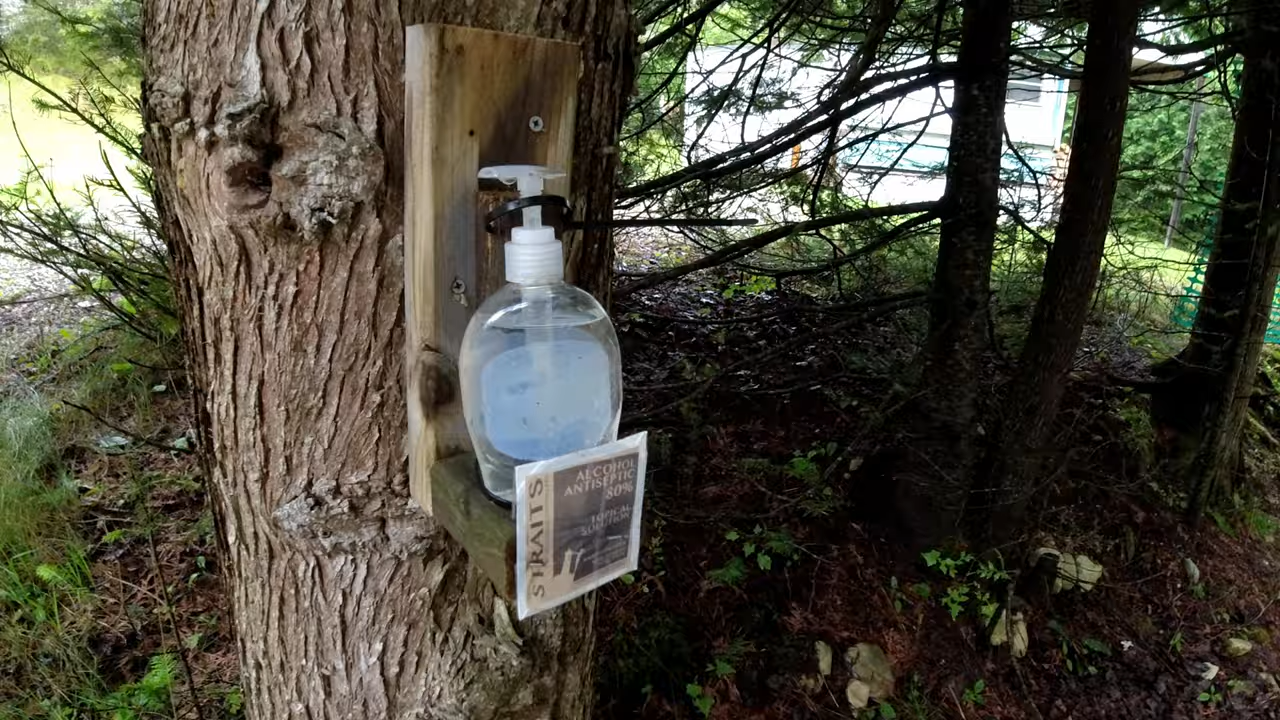 STRAITS
ALCOHOL
ANTISEPTIC
80%
TOPICAL
SOLUTION